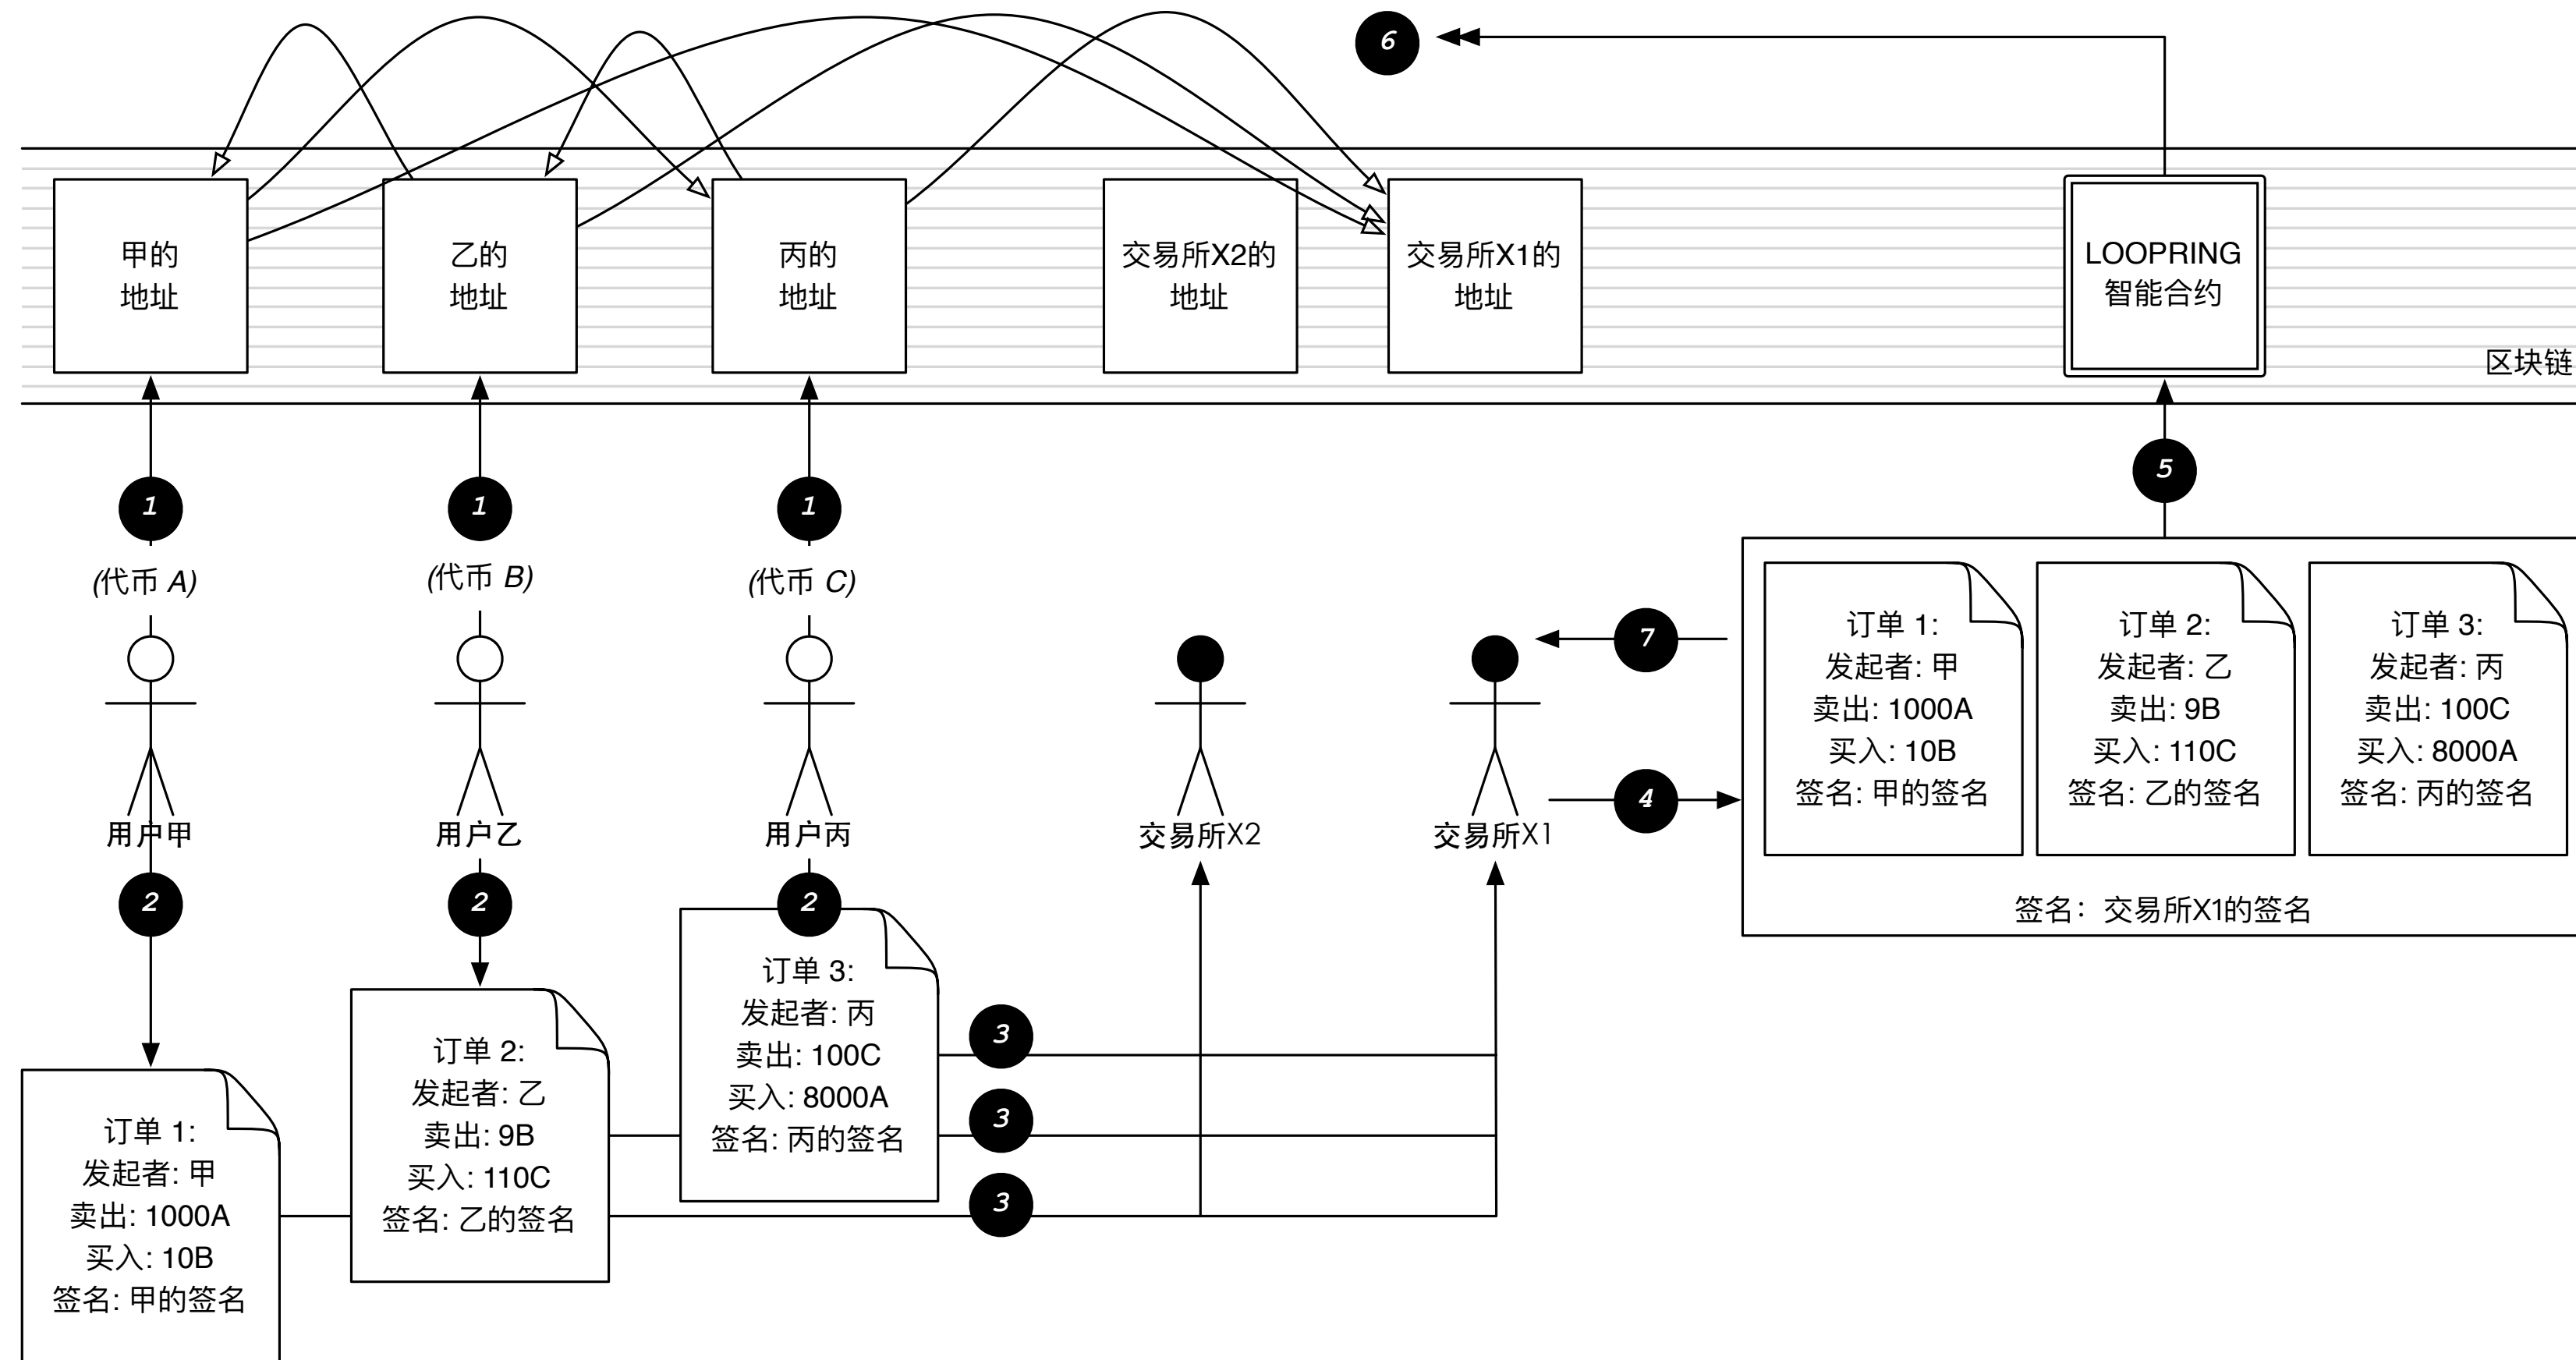 6
甲的
地址
乙的
地址
丙的
地址
交易所X2的
地址
交易所X1的
地址
LOOPRING
智能合约
区块链
1
1
1
5
(代币 A)
(代币 B)
(代币 C)
用户甲
用户乙
用户丙
交易所X2
交易所X1
7
4
订单 1:
发起者: 甲
卖出: 1000A
买入: 10B
签名: 甲的签名
订单 2:
发起者: 乙
卖出: 9B
买入: 110C
签名: 乙的签名
订单 3:
发起者: 丙
卖出: 100C
买入: 8000A
签名: 丙的签名
签名：交易所X1的签名
2
2
2
订单 3:
发起者: 丙
卖出: 100C
买入: 8000A
签名: 丙的签名
订单 2:
发起者: 乙
卖出: 9B
买入: 110C
签名: 乙的签名
订单 1:
发起者: 甲
卖出: 1000A
买入: 10B
签名: 甲的签名
3
3
3